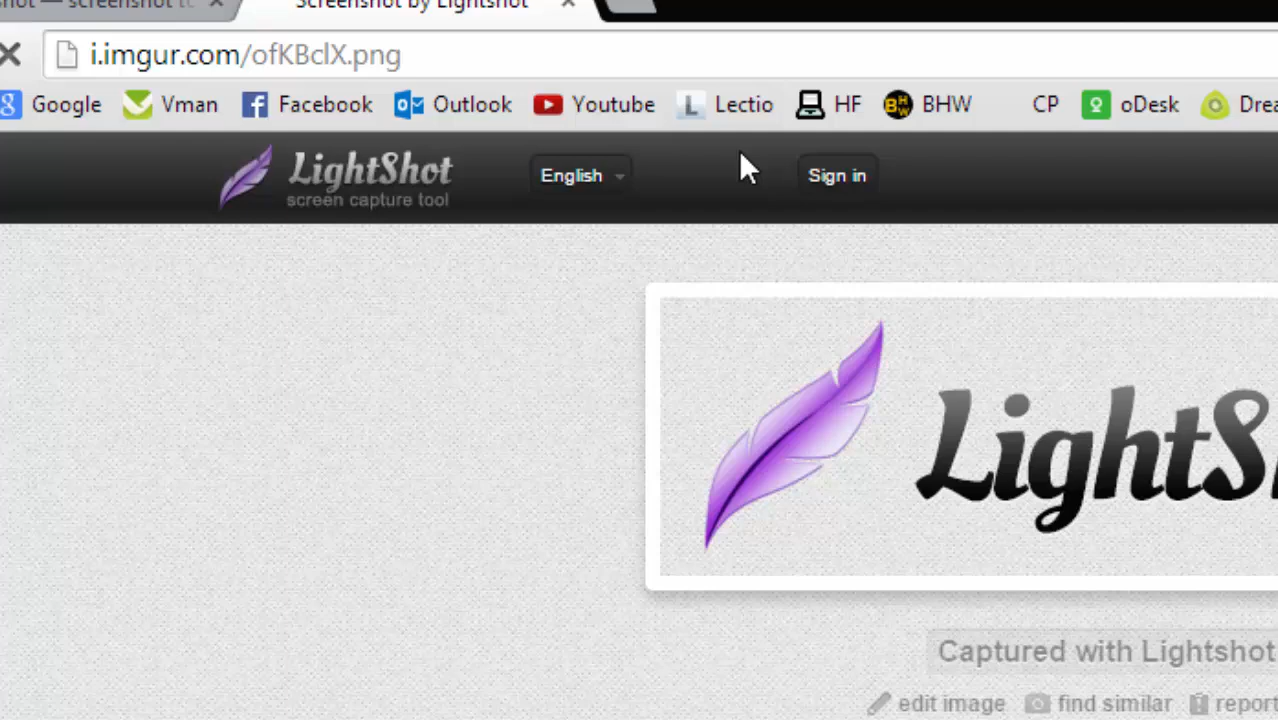 Screenshot by Lightshot
i.imgur.com/ofKBclX.png
Google Vman Facebook Outlook Youtube Lectio HF BHW CP oDesk
LightShot English Sign in
screen capture tool
Captured with Lightshot
edit image find similar report